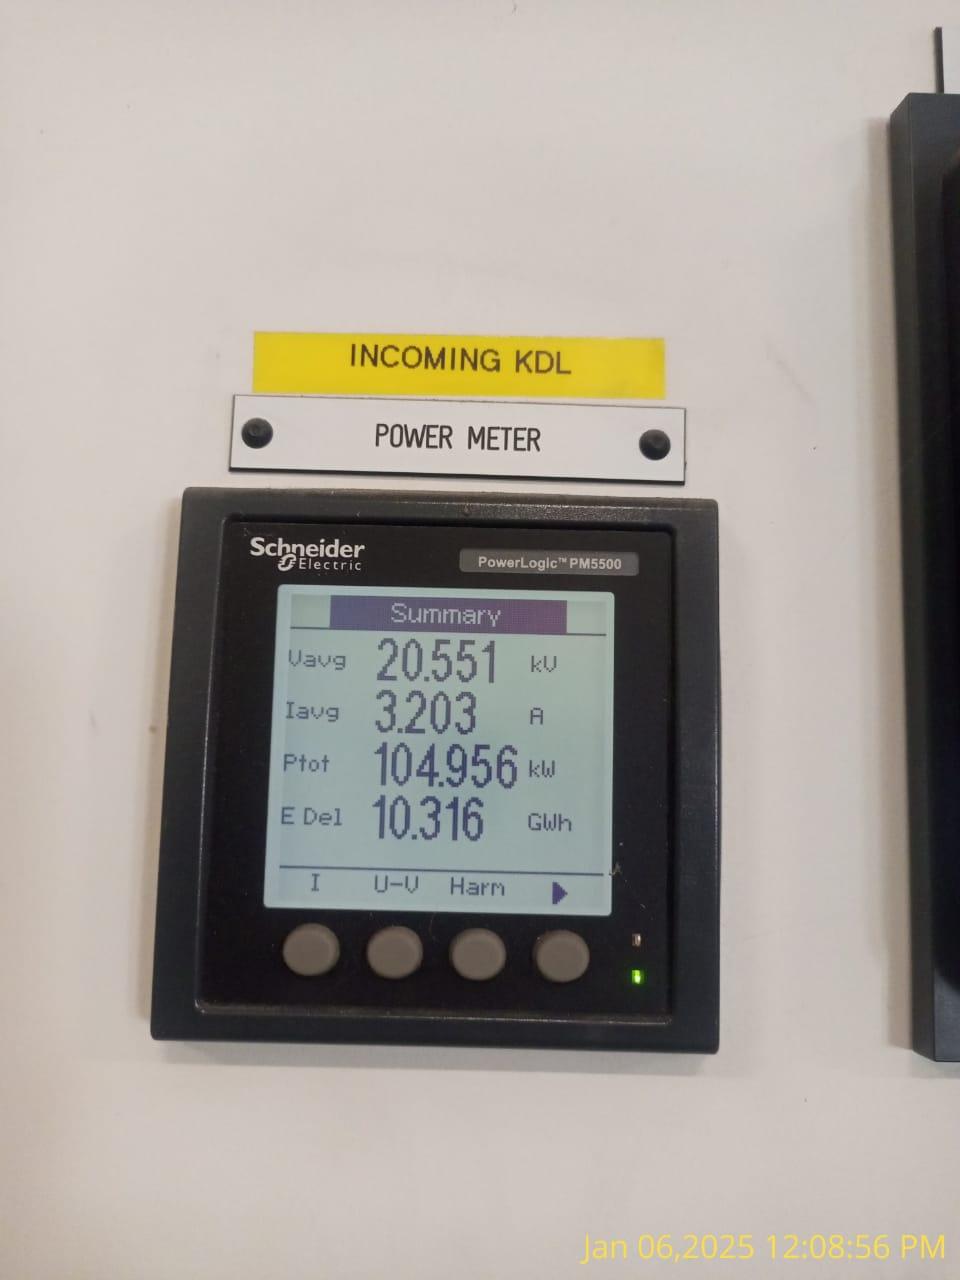 INCOMING KDL
POWER METER
Schneider
Electric
PowerLogic™ PM5500
Summary
Vavg 20.551 kV
Iavg 3.203 A
Ptot 104.956 kW
E Del 10.316 GWh
I U-V Harm
Jan 06,2025 12:08:56 PM